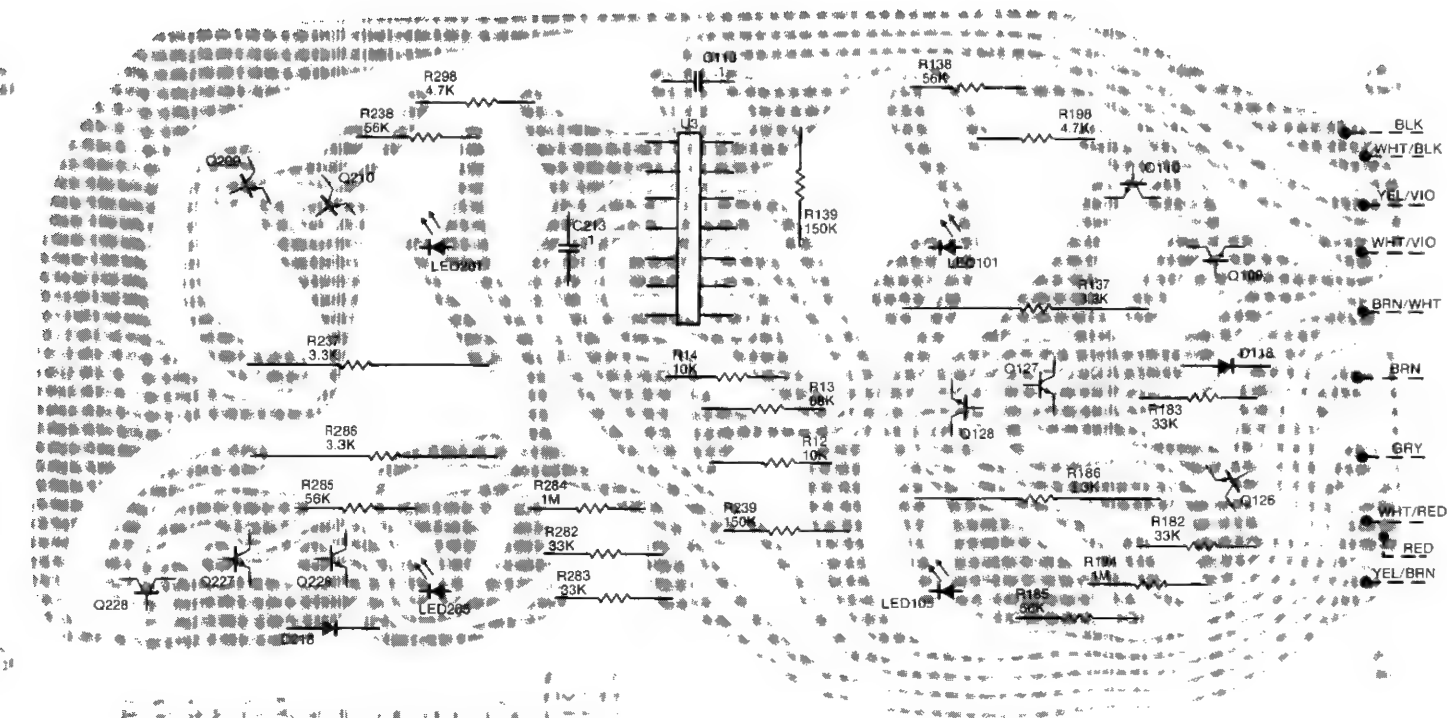 R298
4.7K
R238
56K
Q209
Q210
LED201
C213
.1
U3
R139
150K
R138
56K
R198
4.7K
Q110
Q109
LED101
R137
3.3K
BLK
WHT/BLK
YEL/VIO
WHT/VIO
BRN/WHT
BRN
GRY
WHT/RED
RED
YEL/BRN
R237
3.3K
R14
10K
R13
68K
R12
10K
Q127
Q128
D118
R183
33K
R286
3.3K
R285
56K
R284
1M
R282
33K
R283
33K
R239
150K
R186
3.3K
Q126
R182
33K
1M
R185
56K
Q228
Q227
Q226
D218